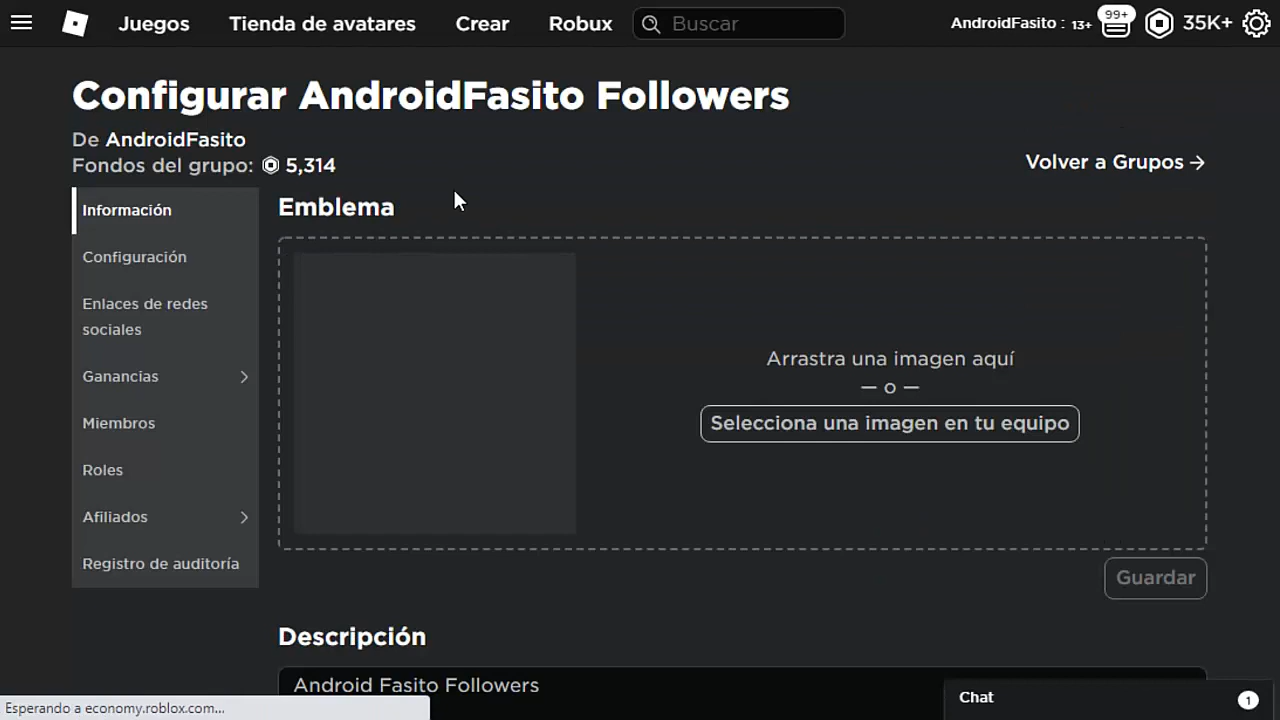 Juegos Tienda de avatares Crear Robux Buscar AndroidFasito : 13+ 99+ 35K+
Configurar AndroidFasito Followers
De AndroidFasito
Fondos del grupo: 5,314
Volver a Grupos →
Información
Configuración
Enlaces de redes
sociales
Ganancias
Miembros
Roles
Afiliados
Registro de auditoría
Emblema
Arrastra una imagen aquí
— o —
Selecciona una imagen en tu equipo
Guardar
Descripción
Android Fasito Followers
Esperando a economy.roblox.com...
Chat 1